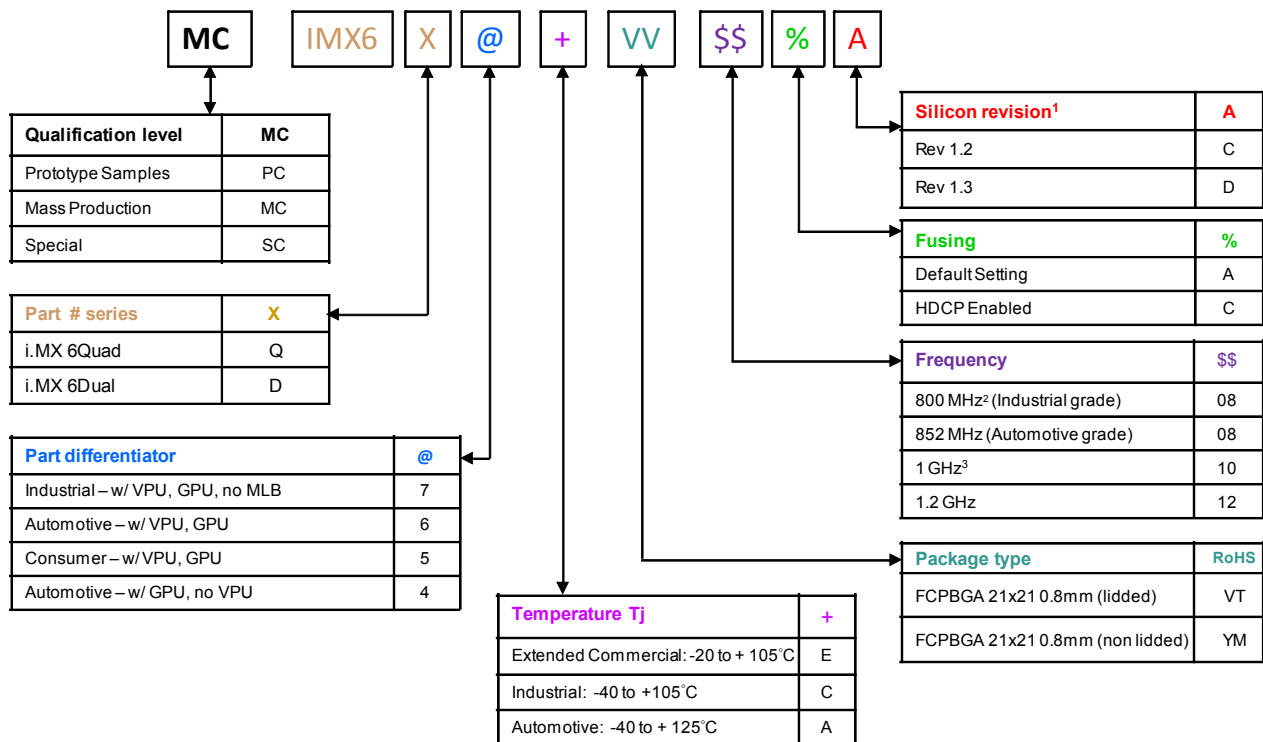 MC IMX6 X @ + VV $$ % A
Qualification level MC
Prototype Samples PC
Mass Production MC
Special SC
Part # series X
i.MX 6Quad Q
i.MX 6Dual D
Part differentiator @
Industrial – w/ VPU, GPU, no MLB 7
Automotive – w/ VPU, GPU 6
Consumer – w/ VPU, GPU 5
Automotive – w/ GPU, no VPU 4
Temperature Tj +
Extended Commercial: -20 to + 105°C E
Industrial: -40 to +105°C C
Automotive: -40 to + 125°C A
Silicon revision¹ A
Rev 1.2 C
Rev 1.3 D
Fusing %
Default Setting A
HDCP Enabled C
Frequency $$
800 MHz² (Industrial grade) 08
852 MHz (Automotive grade) 08
1 GHz³ 10
1.2 GHz 12
Package type RoHS
FCPBGA 21x21 0.8mm (lidded) VT
FCPBGA 21x21 0.8mm (non lidded) YM